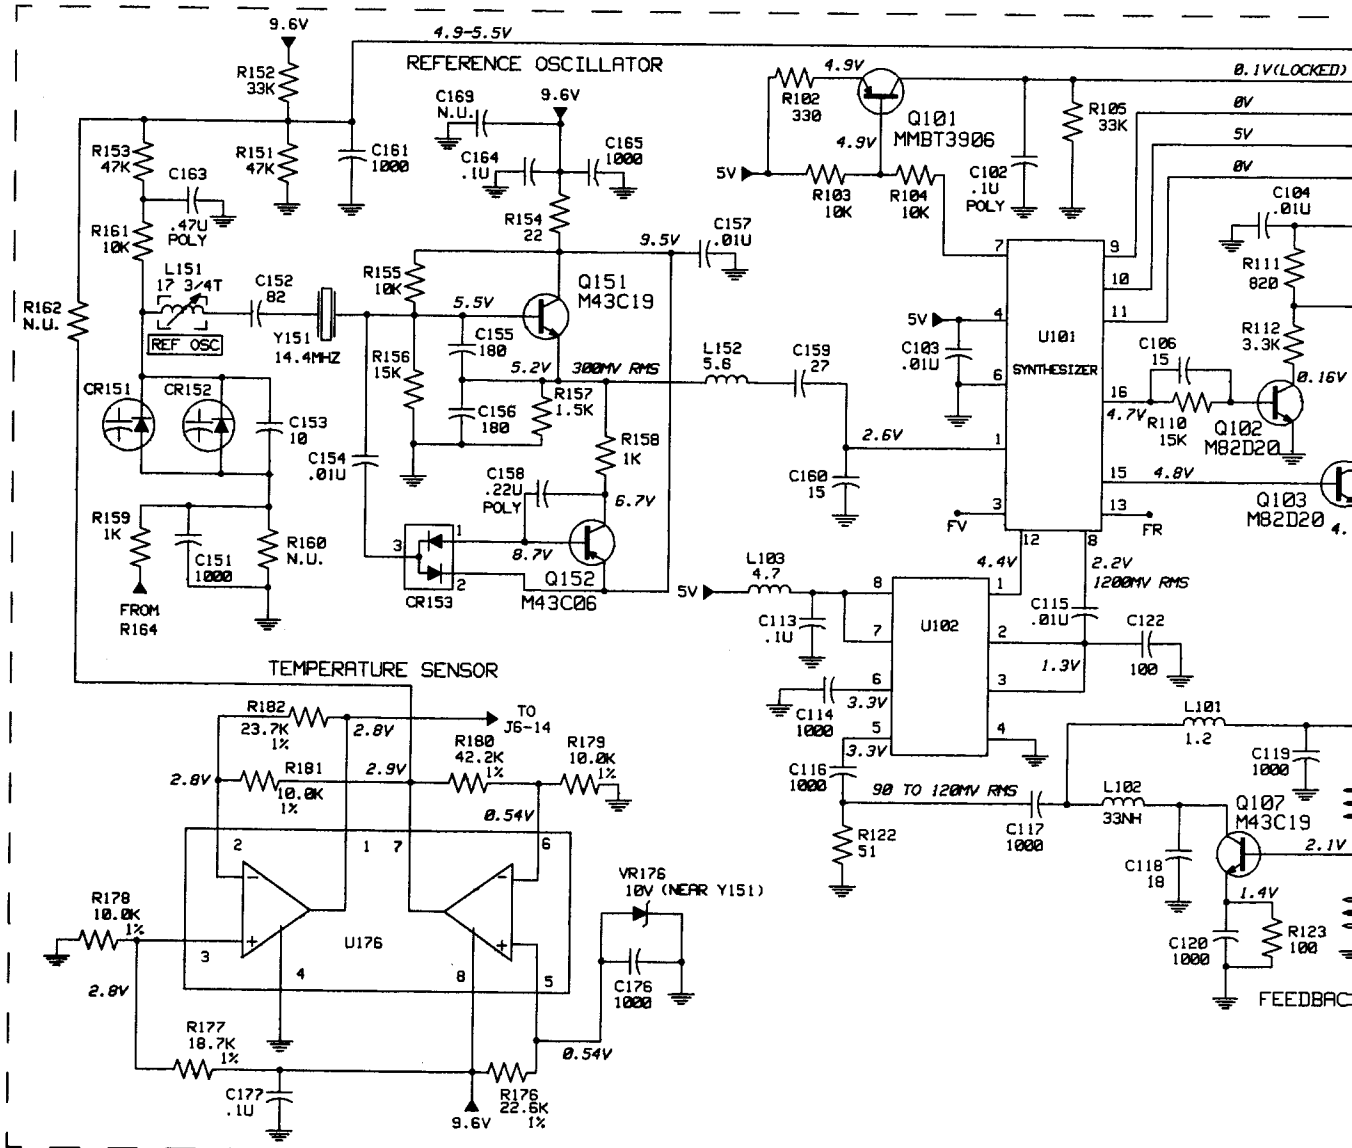 9.6V
4.9-5.5V
REFERENCE OSCILLATOR
R152
33K
C169
N.U.
9.6V
R153
47K
R151
47K
C161
1000
C164
.1U
C165
1000
C163
.47U
POLY
R161
10K
R154
22
9.5V
C157
.01U
L151
17 3/4T
C152
82
REF OSC
Y151
14.4MHZ
R162
N.U.
R155
10K
5.5V
Q151
M43C19
C155
180
R156
15K
5.2V
300MV RMS
L152
5.6
C159
27
CR151
CR152
C153
10
C156
180
R157
1.5K
R158
1K
C154
.01U
C158
.22U
POLY
6.7V
2.6V
C160
15
R159
1K
C151
1000
R160
N.U.
FROM
R164
3
1
2
CR153
8.7V
Q152
M43C06
4.9V
R102
330
Q101
MMBT3906
4.9V
5V
R103
10K
R104
10K
C102
.1U
POLY
R105
33K
0.1V(LOCKED)
0V
5V
0V
C104
.01U
R111
820
R112
3.3K
7
9
10
11
5V
4
C103
.01U
6
U101
SYNTHESIZER
16
4.7V
C106
15
R110
15K
0.16V
Q102
M82D20
1
15
4.8V
Q103
M82D20
4.
3
FV
13
FR
12
8
4.4V
2.2V
1200MV RMS
L103
4.7
5V
C113
.1U
8
7
6
5
U102
1
2
3
4
C115
.01U
C122
100
1.3V
3.3V
C114
1000
3.3V
C116
1000
90 TO 120MV RMS
C117
1000
R122
51
L101
1.2
C119
1000
L102
33NH
Q107
M43C19
C118
18
2.1V
1.4V
C120
1000
R123
100
FEEDBAC
TEMPERATURE SENSOR
R182
23.7K
1%
2.8V
TO
J6-14
2.8V
R181
10.0K
1%
2.9V
R180
42.2K
1%
R179
10.0K
1%
0.54V
2
1
7
6
R178
10.0K
1%
3
U176
4
8
5
VR176
10V (NEAR Y151)
C176
1000
2.8V
R177
18.7K
1%
C177
.1U
9.6V
R176
22.6K
1%
0.54V